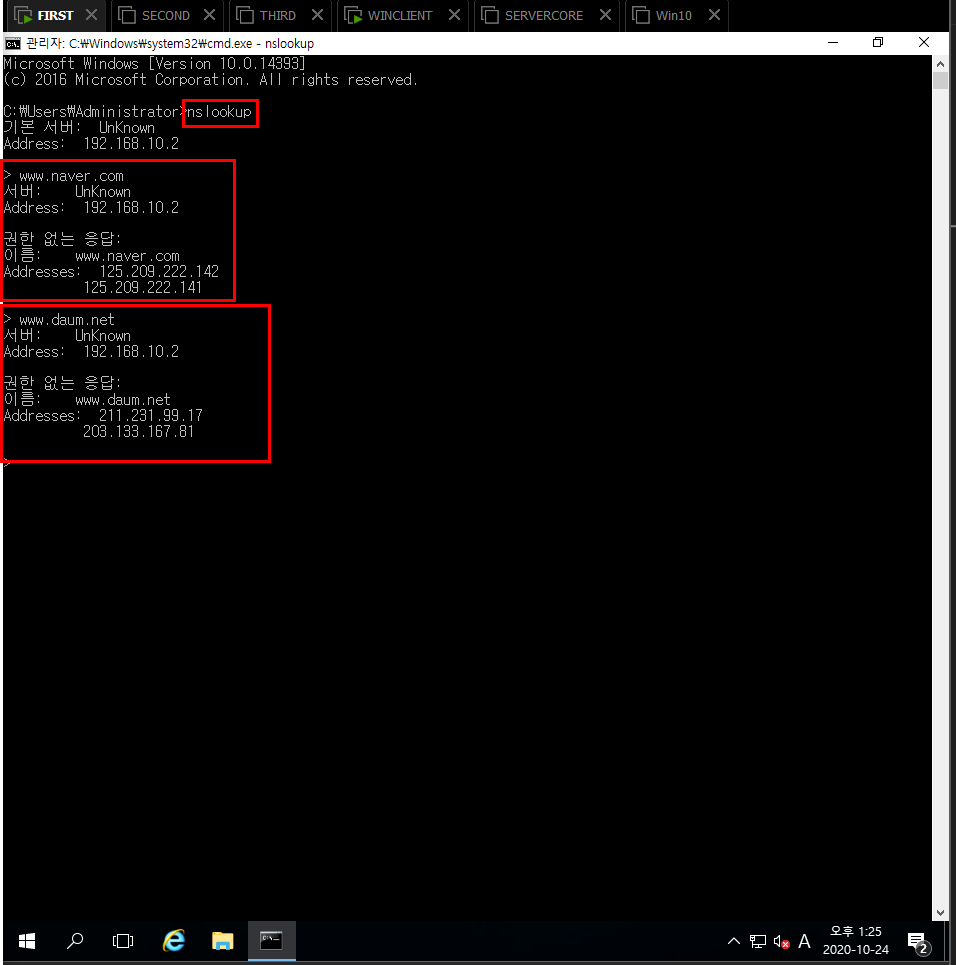 FIRST SECOND THIRD WINCLIENT SERVERCORE Win10
관리자: C:\Windows\system32\cmd.exe - nslookup
Microsoft Windows [Version 10.0.14393]
(c) 2016 Microsoft Corporation. All rights reserved.
C:\Users\Administrator>nslookup
기본 서버: UnKnown
Address: 192.168.10.2
> www.naver.com
서버: UnKnown
Address: 192.168.10.2
권한 없는 응답:
이름: www.naver.com
Addresses: 125.209.222.142
125.209.222.141
> www.daum.net
서버: UnKnown
Address: 192.168.10.2
권한 없는 응답:
이름: www.daum.net
Addresses: 211.231.99.17
203.133.167.81
>
A 오후 1:25
2020-10-24 2